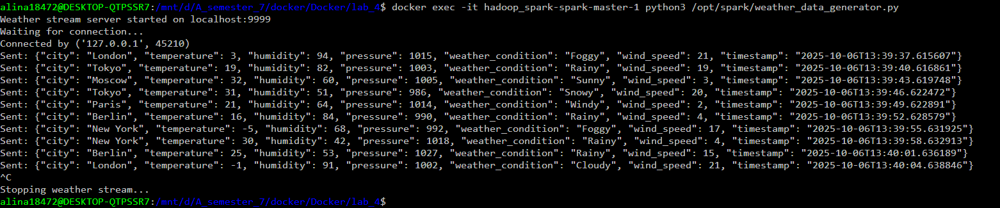 alina18472@DESKTOP-QTPSSR7:/mnt/d/A_semester_7/docker/Docker/lab_4$ docker exec -it hadoop_spark-spark-master-1 python3 /opt/spark/weather_data_generator.py
Weather stream server started on localhost:9999
Waiting for connection...
Connected by ('127.0.0.1', 45210)
Sent: {"city": "London", "temperature": 3, "humidity": 94, "pressure": 1015, "weather_condition": "Foggy", "wind_speed": 21, "timestamp": "2025-10-06T13:39:37.615607"}
Sent: {"city": "Tokyo", "temperature": 19, "humidity": 82, "pressure": 1003, "weather_condition": "Rainy", "wind_speed": 19, "timestamp": "2025-10-06T13:39:40.616861"}
Sent: {"city": "Moscow", "temperature": 32, "humidity": 60, "pressure": 1005, "weather_condition": "Sunny", "wind_speed": 3, "timestamp": "2025-10-06T13:39:43.619748"}
Sent: {"city": "Tokyo", "temperature": 31, "humidity": 51, "pressure": 986, "weather_condition": "Snowy", "wind_speed": 20, "timestamp": "2025-10-06T13:39:46.622472"}
Sent: {"city": "Paris", "temperature": 21, "humidity": 64, "pressure": 1014, "weather_condition": "Windy", "wind_speed": 2, "timestamp": "2025-10-06T13:39:49.622891"}
Sent: {"city": "Berlin", "temperature": 16, "humidity": 84, "pressure": 990, "weather_condition": "Rainy", "wind_speed": 4, "timestamp": "2025-10-06T13:39:52.628579"}
Sent: {"city": "New York", "temperature": -5, "humidity": 68, "pressure": 992, "weather_condition": "Foggy", "wind_speed": 17, "timestamp": "2025-10-06T13:39:55.631925"}
Sent: {"city": "New York", "temperature": 30, "humidity": 42, "pressure": 1018, "weather_condition": "Rainy", "wind_speed": 4, "timestamp": "2025-10-06T13:39:58.632913"}
Sent: {"city": "Berlin", "temperature": 25, "humidity": 53, "pressure": 1027, "weather_condition": "Rainy", "wind_speed": 15, "timestamp": "2025-10-06T13:40:01.636189"}
Sent: {"city": "London", "temperature": -1, "humidity": 91, "pressure": 1002, "weather_condition": "Cloudy", "wind_speed": 21, "timestamp": "2025-10-06T13:40:04.638846"}
^C
Stopping weather stream...
alina18472@DESKTOP-QTPSSR7:/mnt/d/A_semester_7/docker/Docker/lab_4$